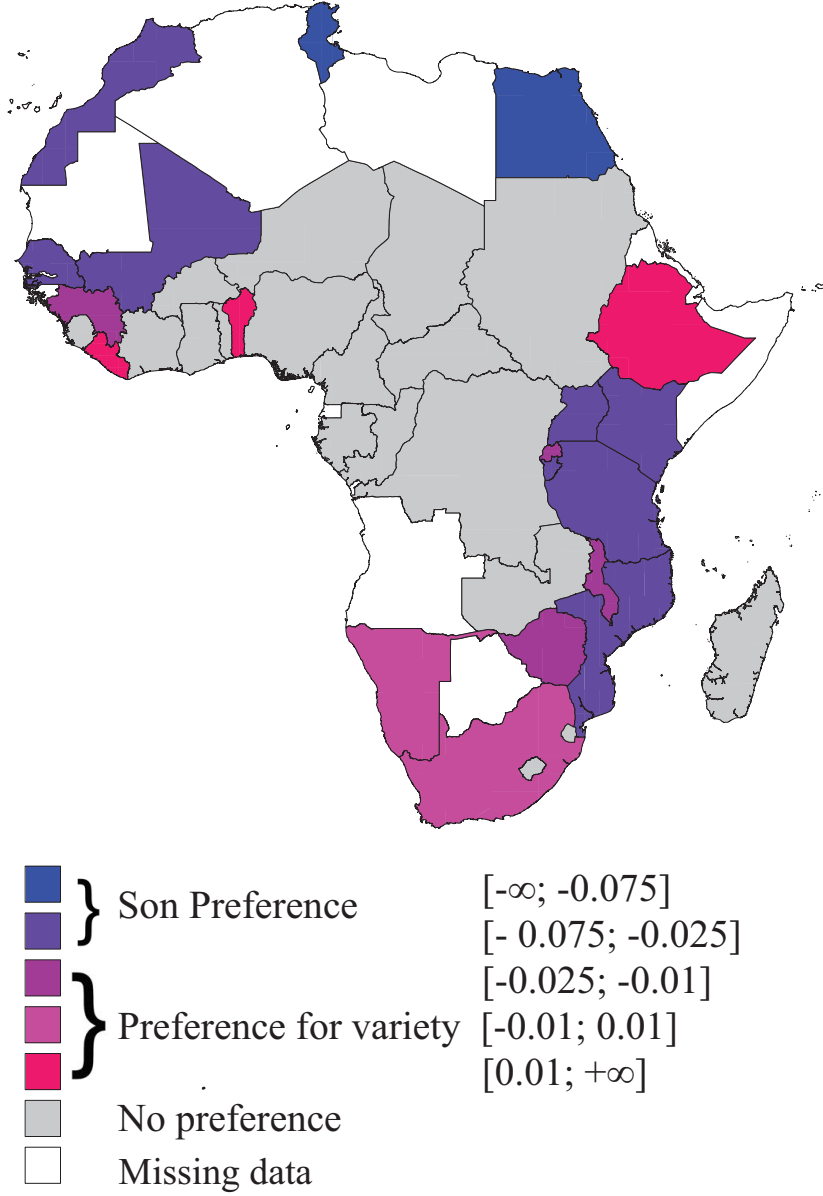 Son Preference
[-∞; -0.075]
[- 0.075; -0.025]
[-0.025; -0.01]
Preference for variety [-0.01; 0.01]
[0.01; +∞]
No preference
Missing data